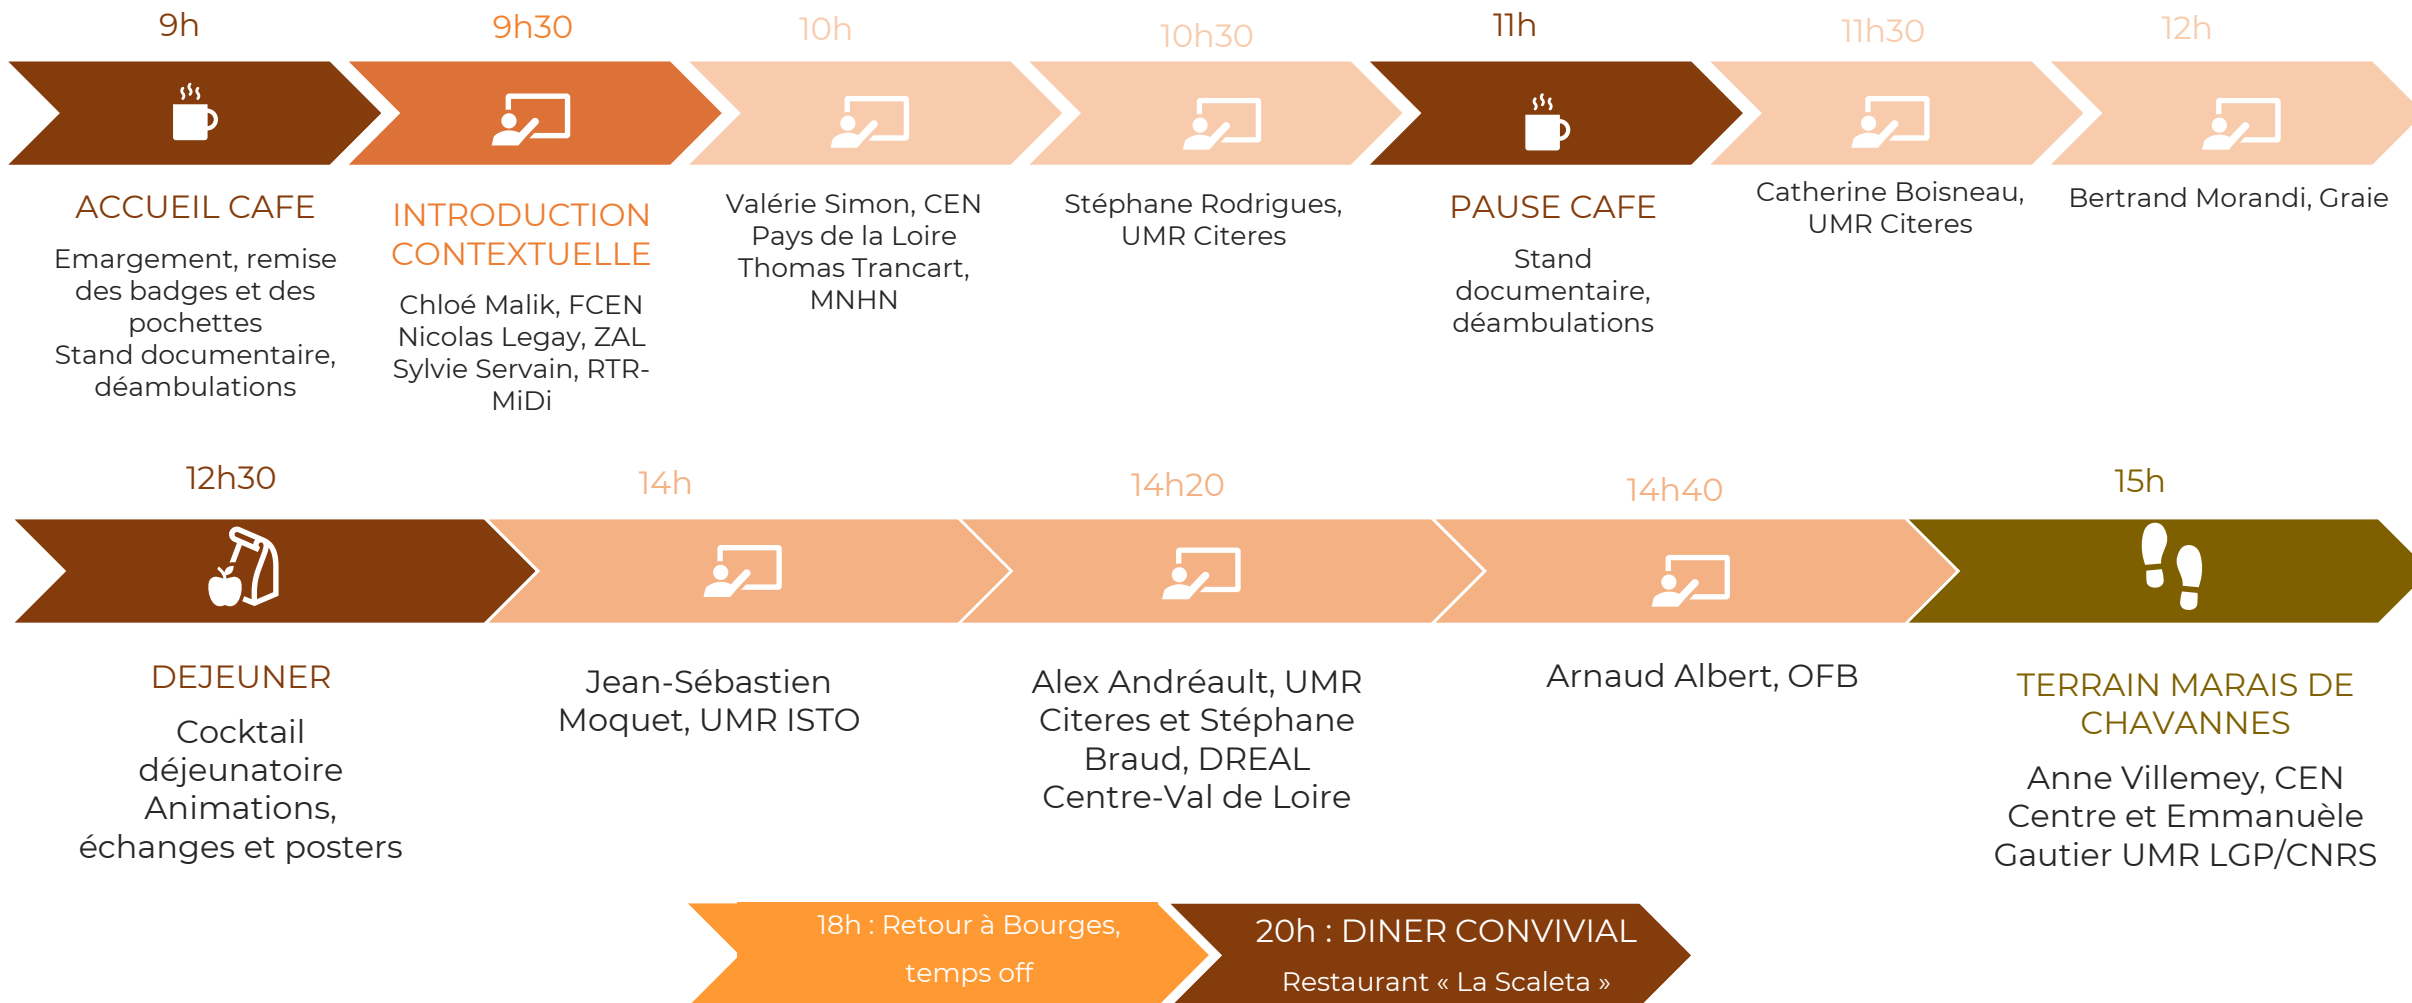 9h
9h30
10h
10h30
11h
11h30
12h
ACCUEIL CAFE
Emargement, remise
des badges et des
pochettes
Stand documentaire,
déambulations
INTRODUCTION
CONTEXTUELLE
Chloé Malik, FCEN
Nicolas Legay, ZAL
Sylvie Servain, RTR-
MiDi
Valérie Simon, CEN
Pays de la Loire
Thomas Trancart,
MNHN
Stéphane Rodrigues,
UMR Citeres
PAUSE CAFE
Stand
documentaire,
déambulations
Catherine Boisneau,
UMR Citeres
Bertrand Morandi, Graie
12h30
14h
14h20
14h40
15h
DEJEUNER
Cocktail
déjeunatoire
Animations,
échanges et posters
Jean-Sébastien
Moquet, UMR ISTO
Alex Andréault, UMR
Citeres et Stéphane
Braud, DREAL
Centre-Val de Loire
Arnaud Albert, OFB
TERRAIN MARAIS DE
CHAVANNES
Anne Villemey, CEN
Centre et Emmanuèle
Gautier UMR LGP/CNRS
18h : Retour à Bourges,
temps off
20h : DINER CONVIVIAL
Restaurant « La Scaleta »